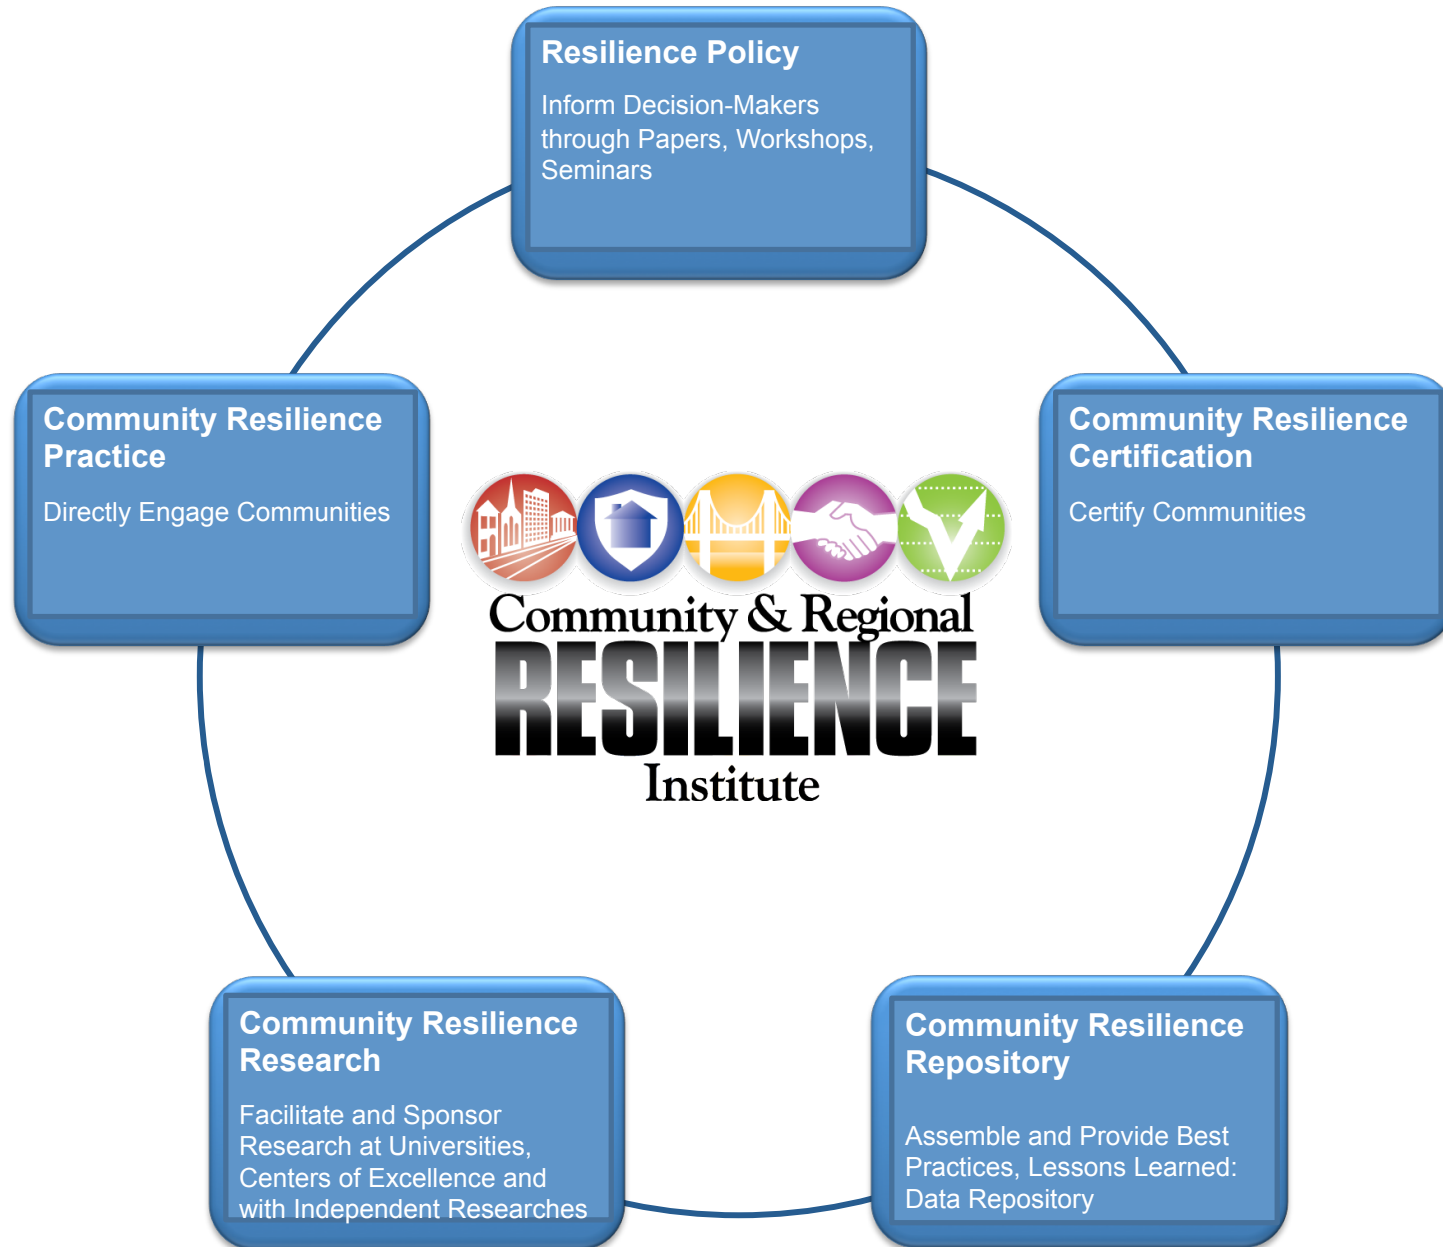 Resilience Policy
Inform Decision-Makers
through Papers, Workshops,
Seminars
Community Resilience
Practice
Directly Engage Communities
Community Resilience
Certification
Certify Communities
Community & Regional
RESILIENCE
Institute
Community Resilience
Research
Facilitate and Sponsor
Research at Universities,
Centers of Excellence and
with Independent Researches
Community Resilience
Repository
Assemble and Provide Best
Practices, Lessons Learned:
Data Repository